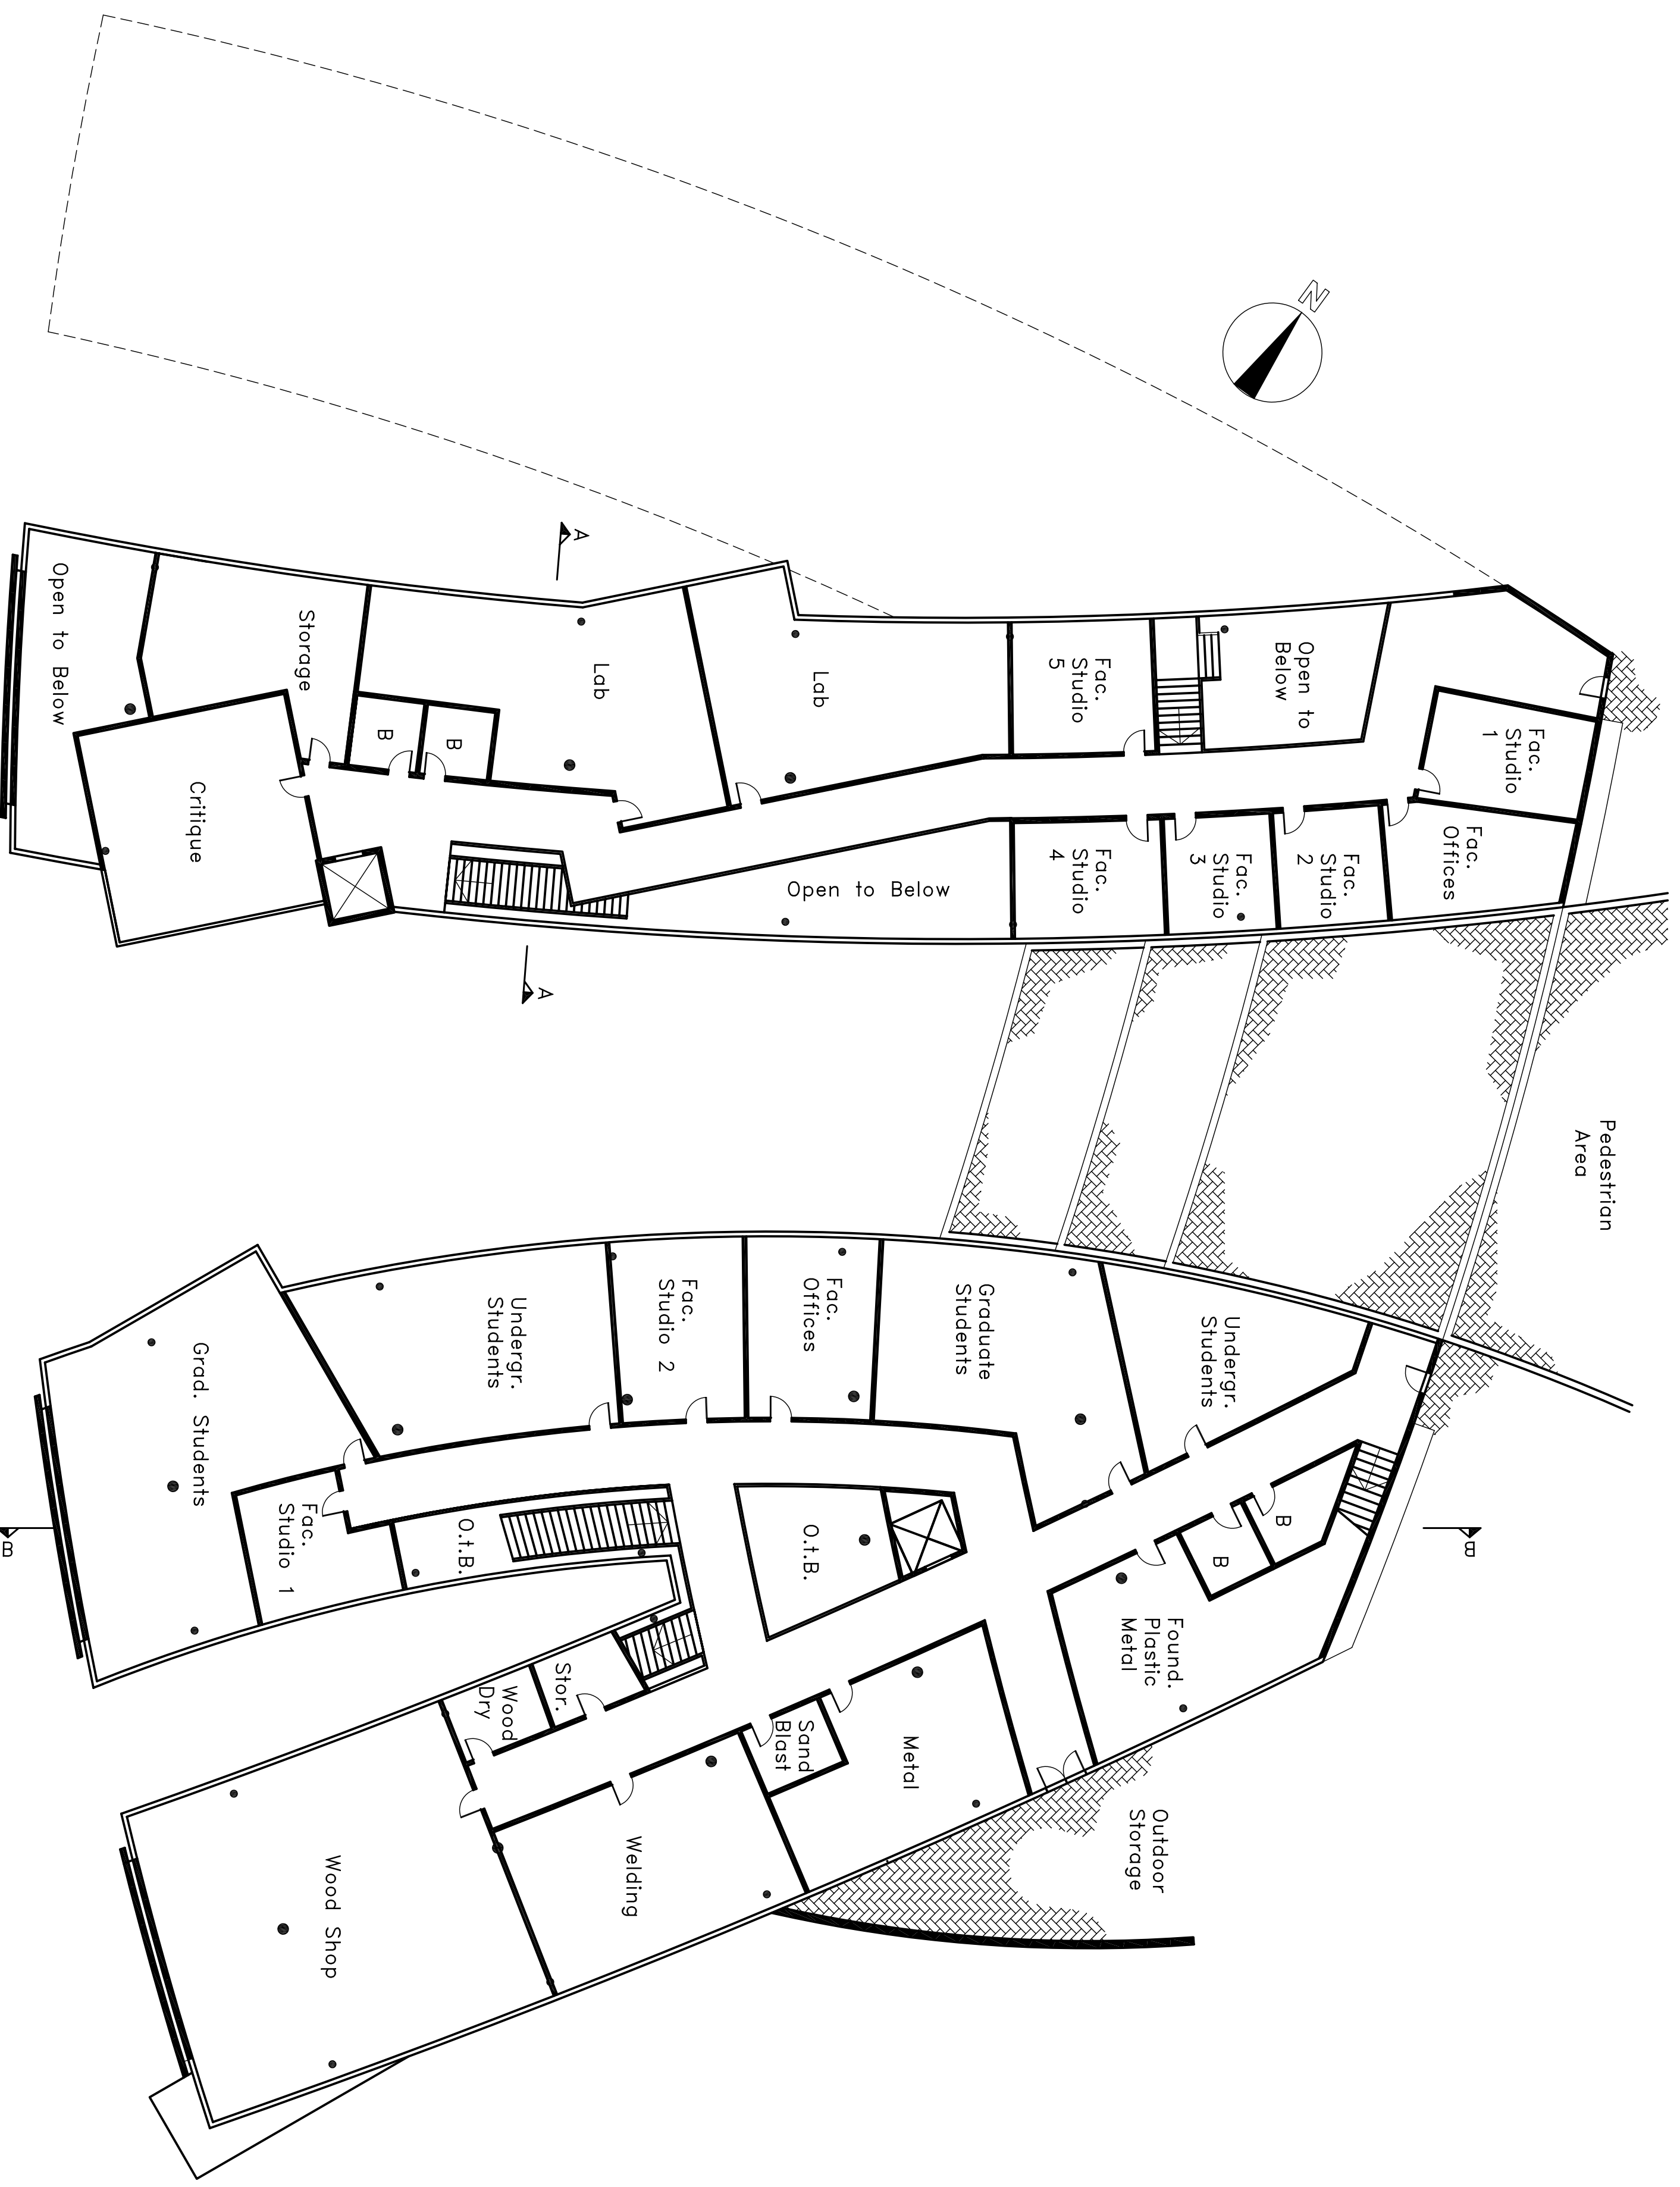 N
Pedestrian
Area
Fac.
Studio
1
Fac.
Offices
Open to
Below
Fac.
Studio
2
Fac.
Studio
3
Fac.
Studio
5
Fac.
Studio
4
Open to Below
Lab
Lab
A
A
B
B
Storage
Critique
Open to Below
Undergr.
Students
Graduate
Students
Fac.
Offices
Fac.
Studio 2
Undergr.
Students
Grad. Students
Fac.
Studio 1
O.t.B.
O.t.B.
B
B
B
B
Found.
Plastic
Metal
Outdoor
Storage
Metal
Sand
Blast
Welding
Stor.
Wood
Dry
Wood Shop